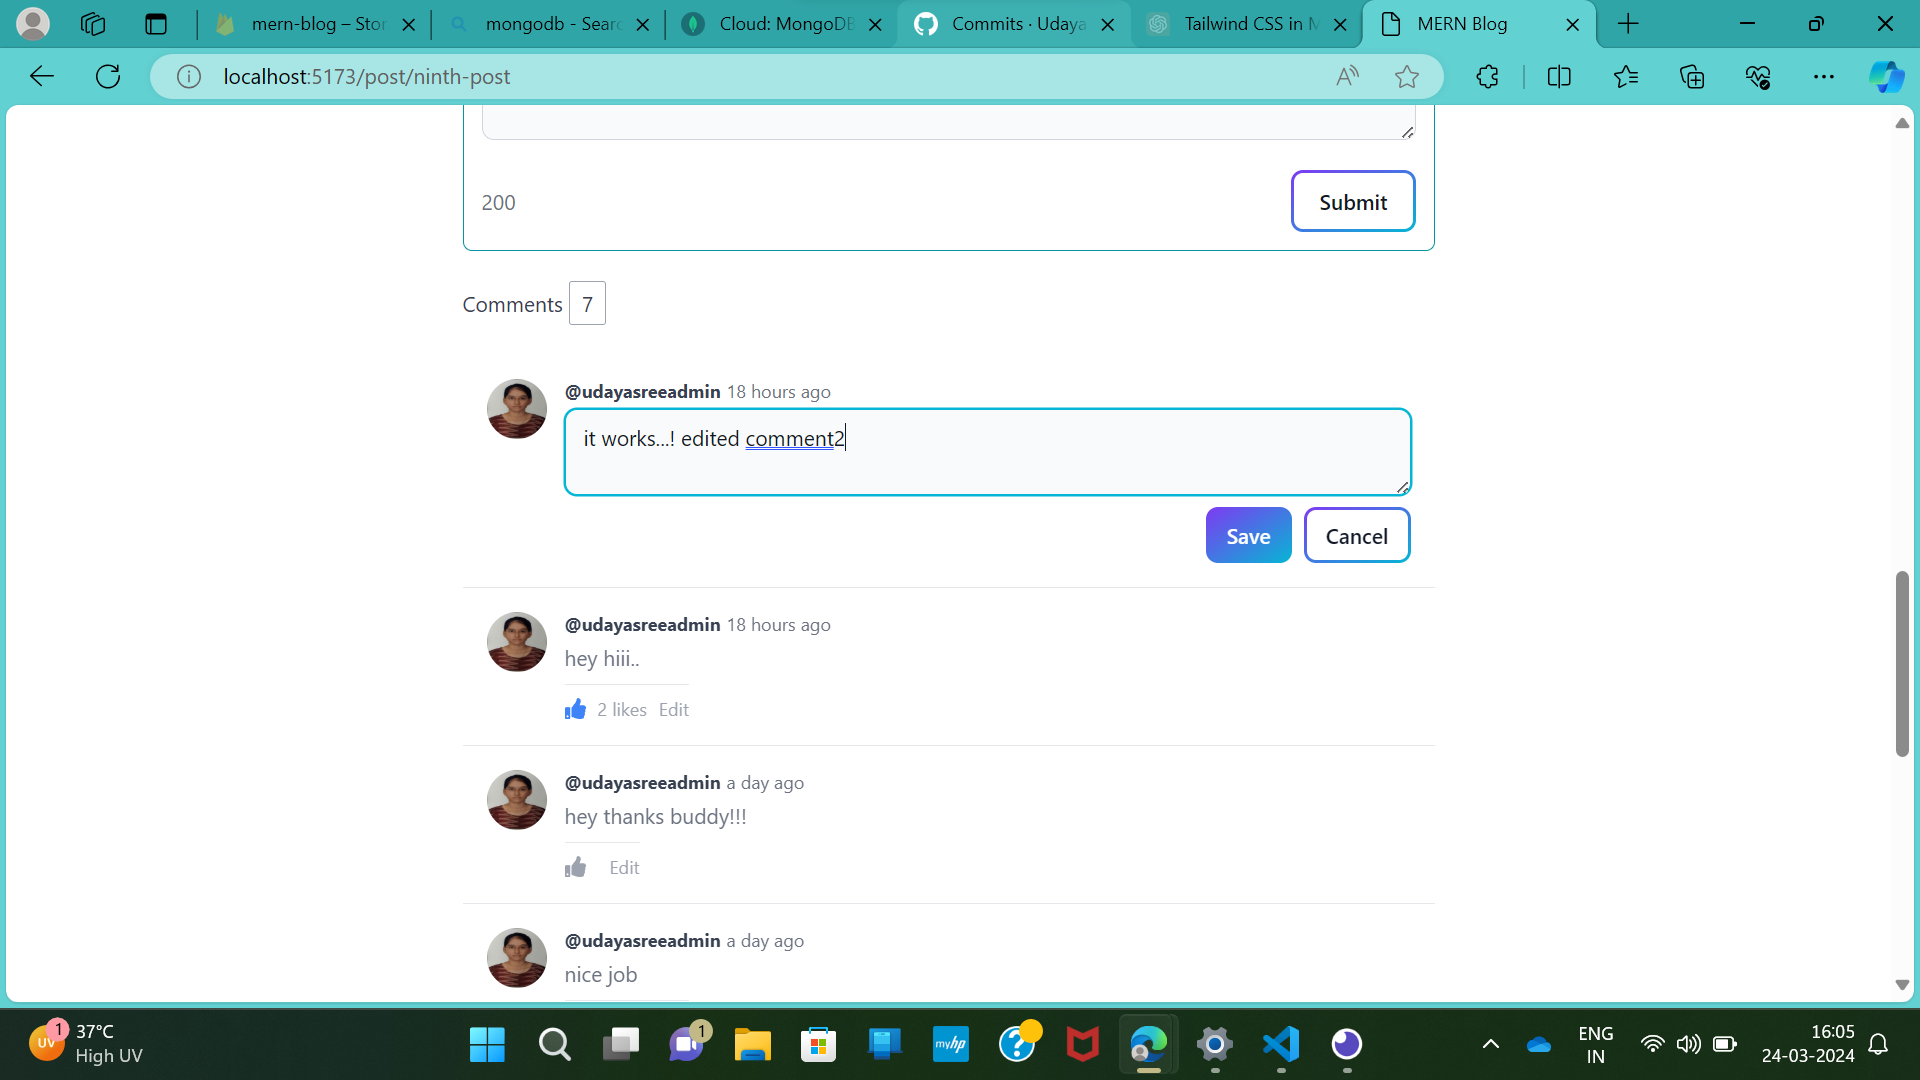 mern-blog – Stor
mongodb - Searc
Cloud: MongoDB
Commits · Udaya
Tailwind CSS in M
MERN Blog
localhost:5173/post/ninth-post
200
Submit
Comments 7
@udayasreeadmin 18 hours ago
it works...! edited comment2
Save
Cancel
@udayasreeadmin 18 hours ago
hey hiii..
2 likes Edit
@udayasreeadmin a day ago
hey thanks buddy!!!
Edit
@udayasreeadmin a day ago
nice job
UV
1
37°C
High UV
1
myhp
?
ENG
IN
16:05
24-03-2024